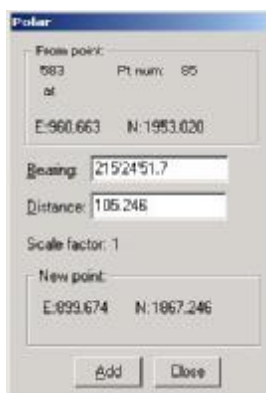 Polar
From point:
583 Pt num: 85
at
E:960.663 N:1953.020
Bearing: 215'24'51.7
Distance: 105.246
Scale factor: 1
New point:
E:899.674 N:1867.246
Add Close